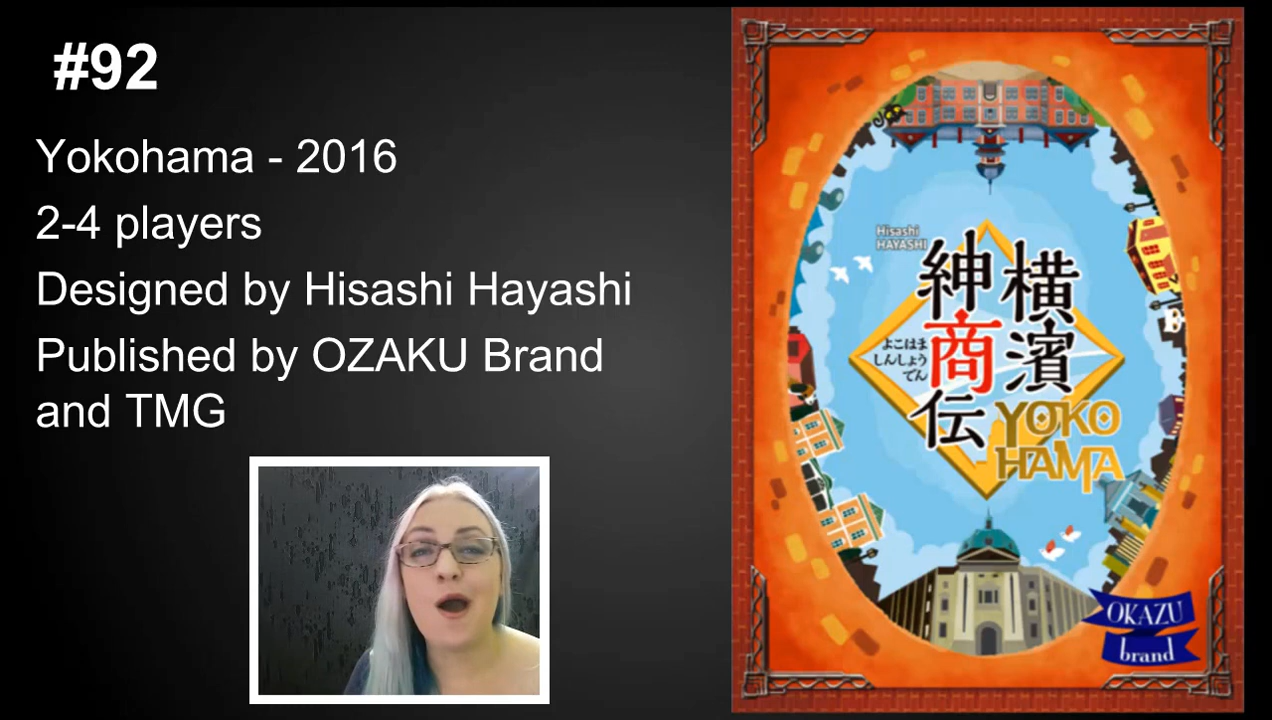 #92
Yokohama - 2016
2-4 players
Designed by Hisashi Hayashi
Published by OZAKU Brand
and TMG
Hisashi
HAYASHI
横濱
紳商伝
よこはま
しんしょう
でん
YOKO
HAMA
OKAZU
brand